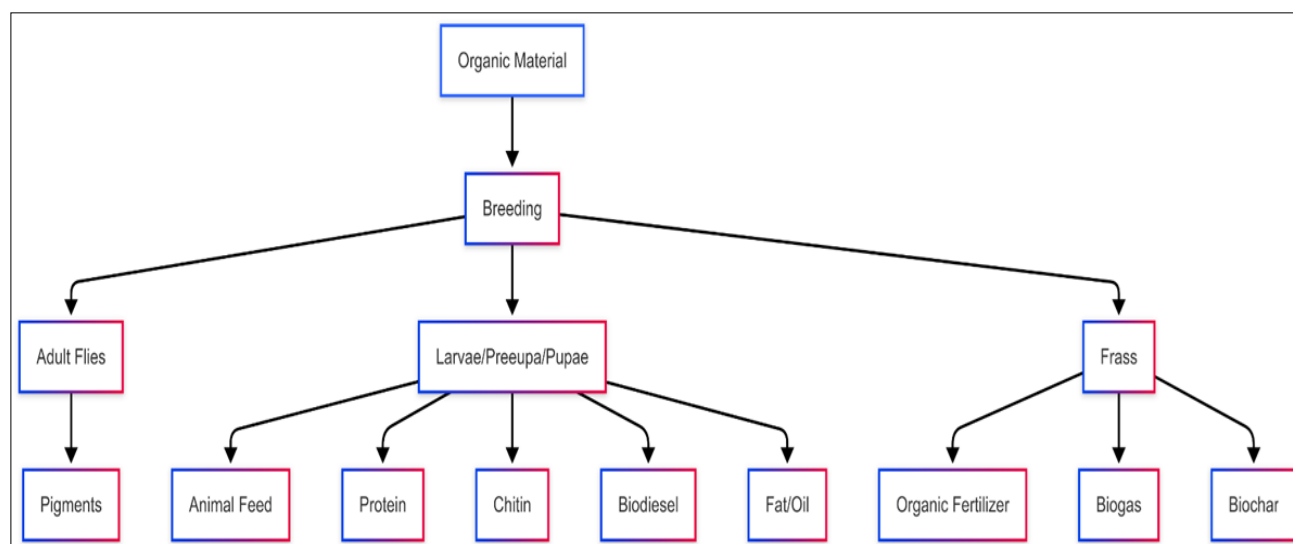 Organic Material
Breeding
Adult Flies
Larvae/Preeupa/Pupae
Frass
Pigments
Animal Feed
Protein
Chitin
Biodiesel
Fat/Oil
Organic Fertilizer
Biogas
Biochar